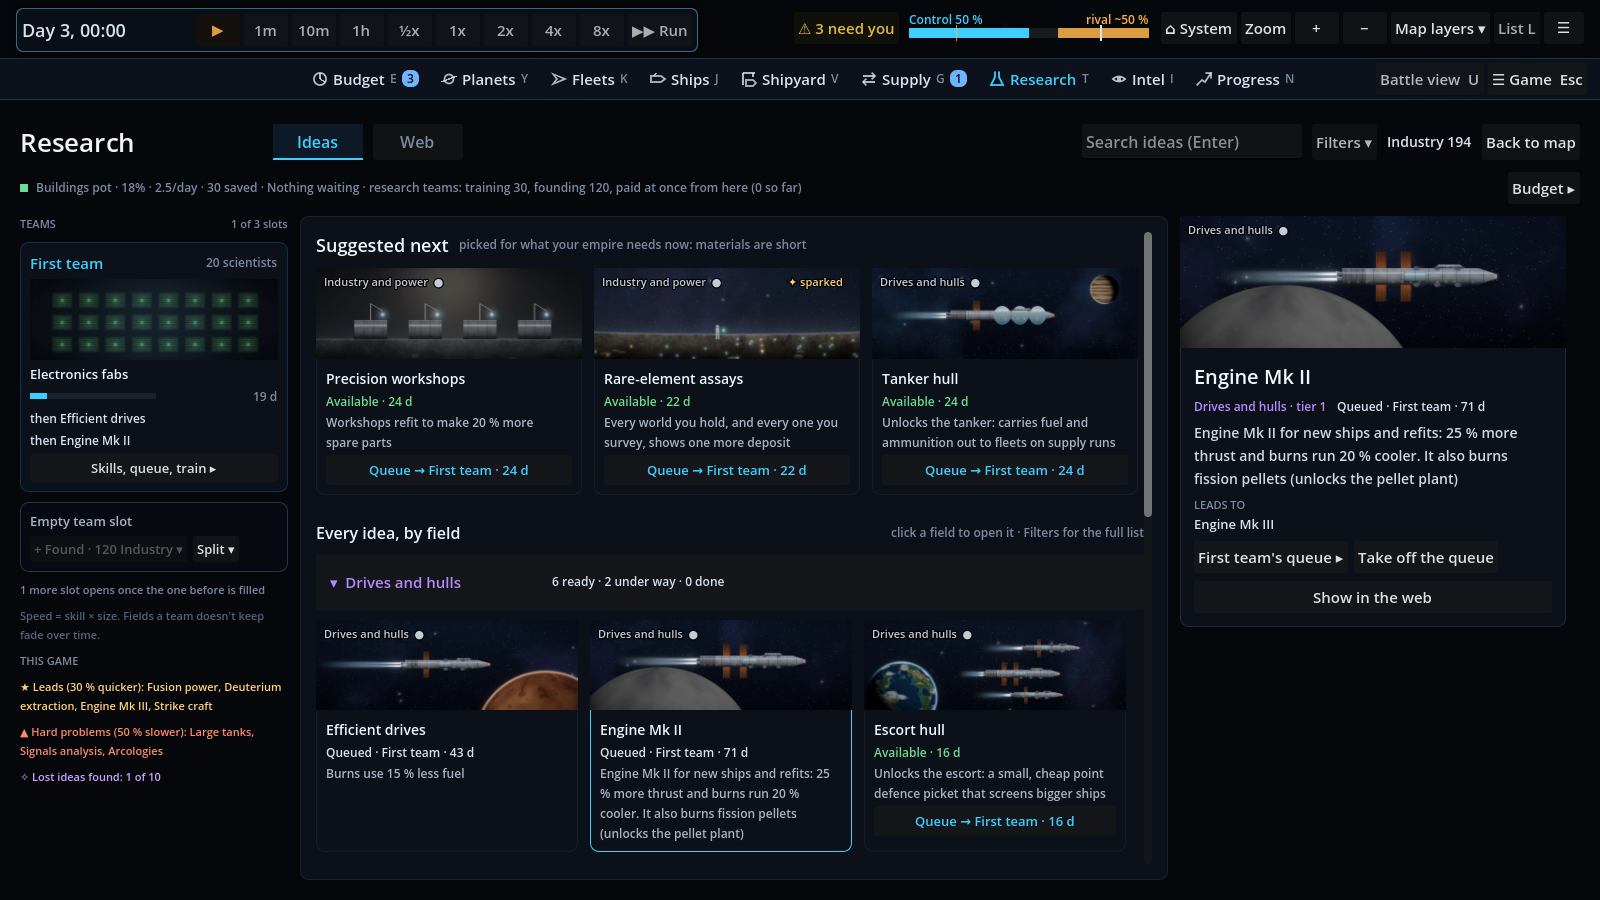 Day 3, 00:00
▶
1m
10m
1h
½x
1x
2x
4x
8x
▶▶ Run
⚠ 3 need you
Control 50 %
rival ~50 %
⌂ System
Zoom
+
−
Map layers ▾
List L
☰
Budget E 3
Planets Y
Fleets K
Ships J
Shipyard V
Supply G 1
Research T
Intel I
Progress N
Battle view U
☰ Game Esc
Research
Ideas
Web
Search ideas (Enter)
Filters ▾
Industry 194
Back to map
Buildings pot · 18% · 2.5/day · 30 saved · Nothing waiting · research teams: training 30, founding 120, paid at once from here (0 so far)
Budget ▸
TEAMS
1 of 3 slots
First team
20 scientists
Electronics fabs
19 d
then Efficient drives
then Engine Mk II
Skills, queue, train ▸
Empty team slot
+ Found · 120 Industry ▾
Split ▾
1 more slot opens once the one before is filled
Speed = skill × size. Fields a team doesn't keep
fade over time.
THIS GAME
★ Leads (30 % quicker): Fusion power, Deuterium
extraction, Engine Mk III, Strike craft
▲ Hard problems (50 % slower): Large tanks,
Signals analysis, Arcologies
✧ Lost ideas found: 1 of 10
Suggested next
picked for what your empire needs now: materials are short
Industry and power
Precision workshops
Available · 24 d
Workshops refit to make 20 % more
spare parts
Queue → First team · 24 d
Industry and power
✦ sparked
Rare-element assays
Available · 22 d
Every world you hold, and every one you
survey, shows one more deposit
Queue → First team · 22 d
Drives and hulls
Tanker hull
Available · 24 d
Unlocks the tanker: carries fuel and
ammunition out to fleets on supply runs
Queue → First team · 24 d
Every idea, by field
click a field to open it · Filters for the full list
▼ Drives and hulls
6 ready · 2 under way · 0 done
Drives and hulls
Efficient drives
Queued · First team · 43 d
Burns use 15 % less fuel
Drives and hulls
Engine Mk II
Queued · First team · 71 d
Engine Mk II for new ships and refits: 25
% more thrust and burns run 20 %
cooler. It also burns fission pellets
(unlocks the pellet plant)
Drives and hulls
Escort hull
Available · 16 d
Unlocks the escort: a small, cheap point
defence picket that screens bigger ships
Queue → First team · 16 d
Drives and hulls
Engine Mk II
Drives and hulls · tier 1
Queued · First team · 71 d
Engine Mk II for new ships and refits: 25 % more
thrust and burns run 20 % cooler. It also burns
fission pellets (unlocks the pellet plant)
LEADS TO
Engine Mk III
First team's queue ▸
Take off the queue
Show in the web